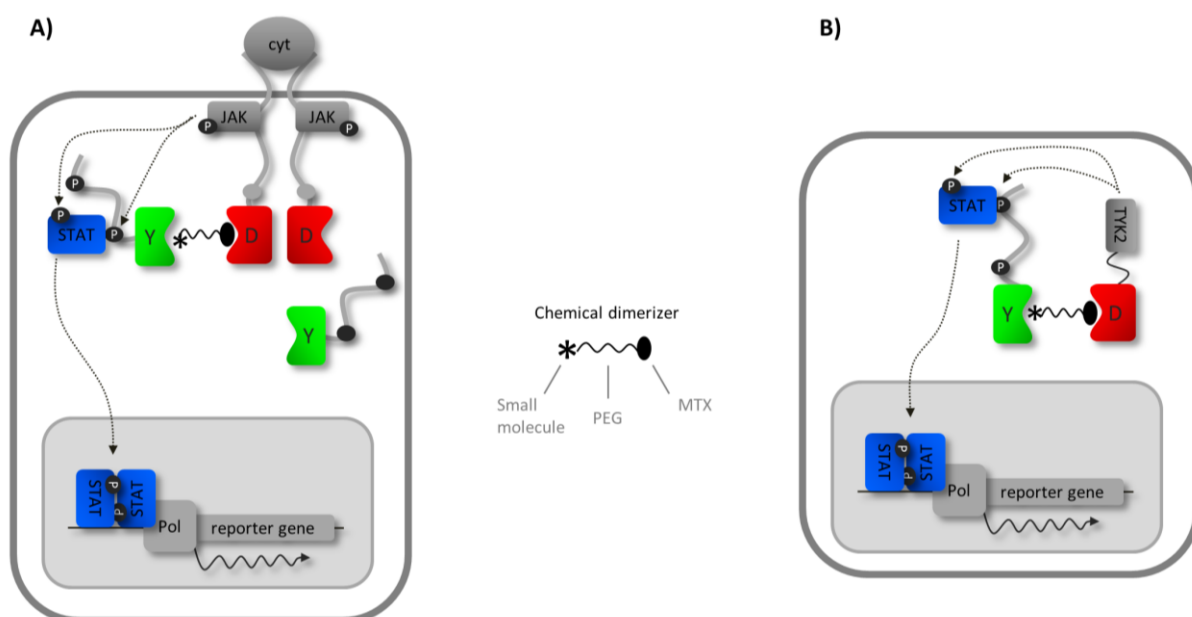 A)
cyt
JAK
JAK
P
P
P
P
STAT
P
Y
*
D
D
Y
STAT
P
P
STAT
Pol
reporter gene
Chemical dimerizer
*
Small
molecule
PEG
MTX
B)
P
STAT
P
TYK2
P
Y
*
D
STAT
P
P
STAT
Pol
reporter gene